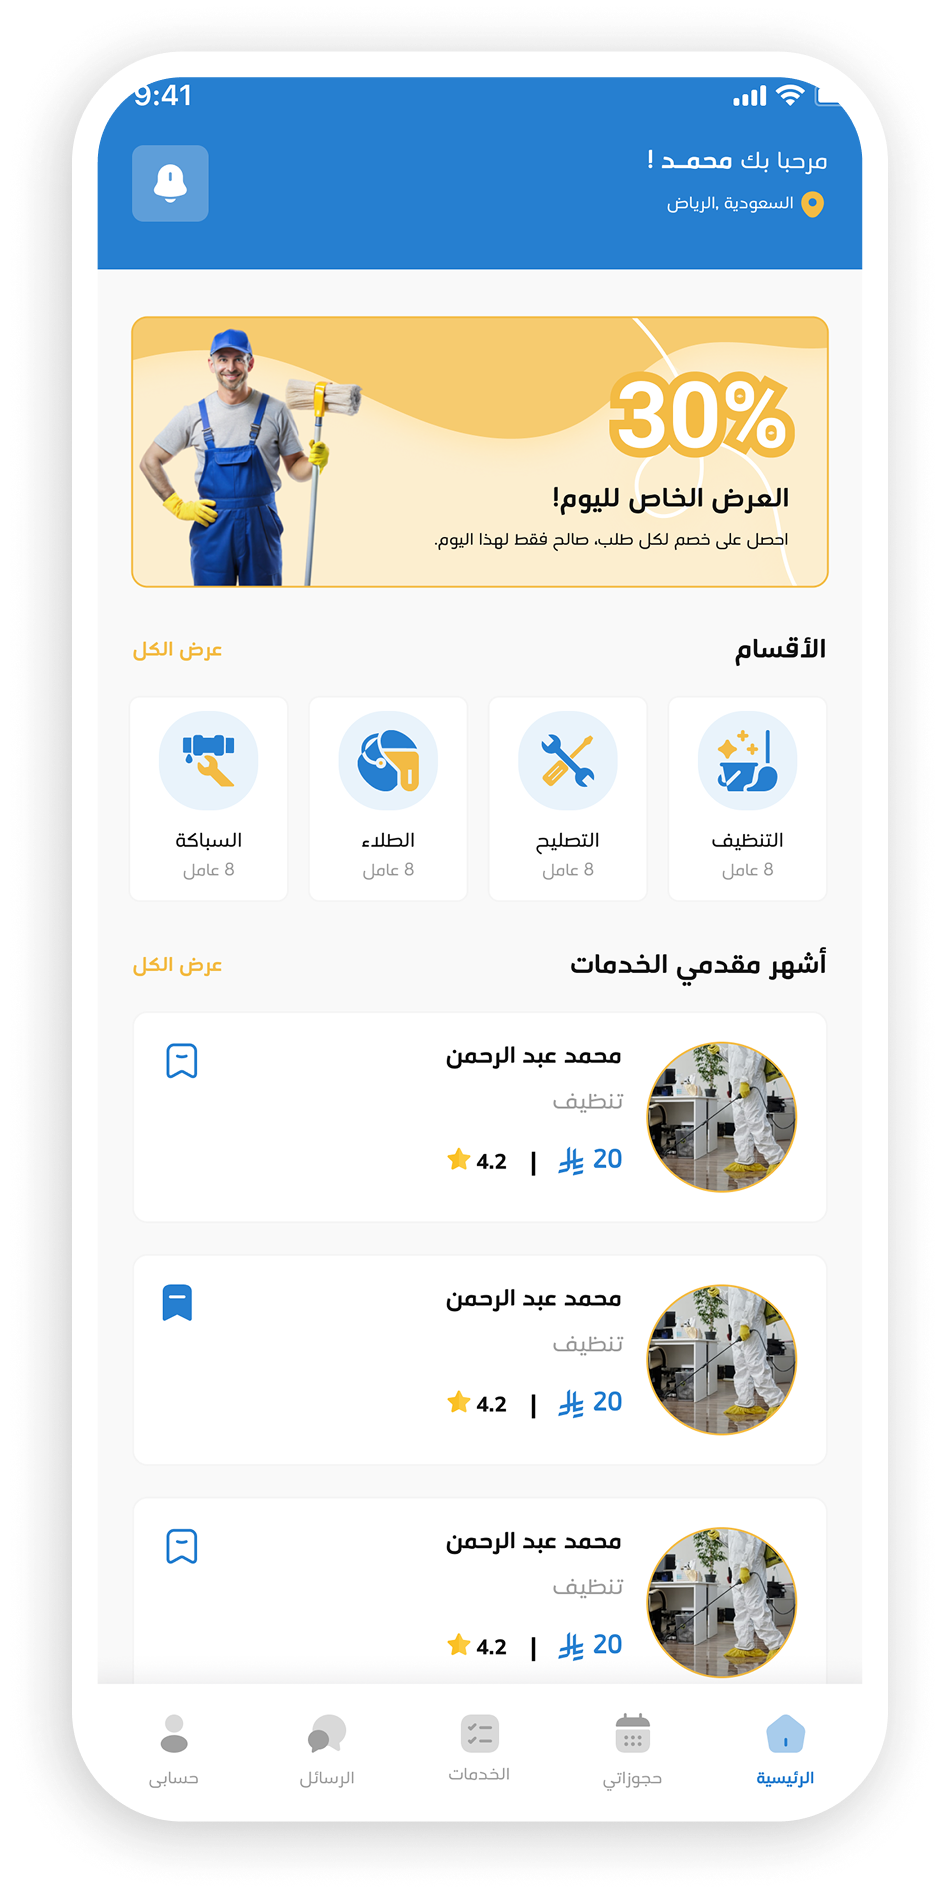 9:41
مرحبا بك محمـد !
السعودية ,الرياض
30%
العرض الخاص لليوم!
احصل على خصم لكل طلب، صالح فقط لهذا اليوم.
الأقسام
عرض الكل
التنظيف
8 عامل
التصليح
8 عامل
الطلاء
8 عامل
السباكة
8 عامل
أشهر مقدمي الخدمات
عرض الكل
محمد عبد الرحمن
تنظيف
20 | 4.2
محمد عبد الرحمن
تنظيف
20 | 4.2
محمد عبد الرحمن
تنظيف
20 | 4.2
الرئيسية
حجوزاتي
الخدمات
الرسائل
حسابى